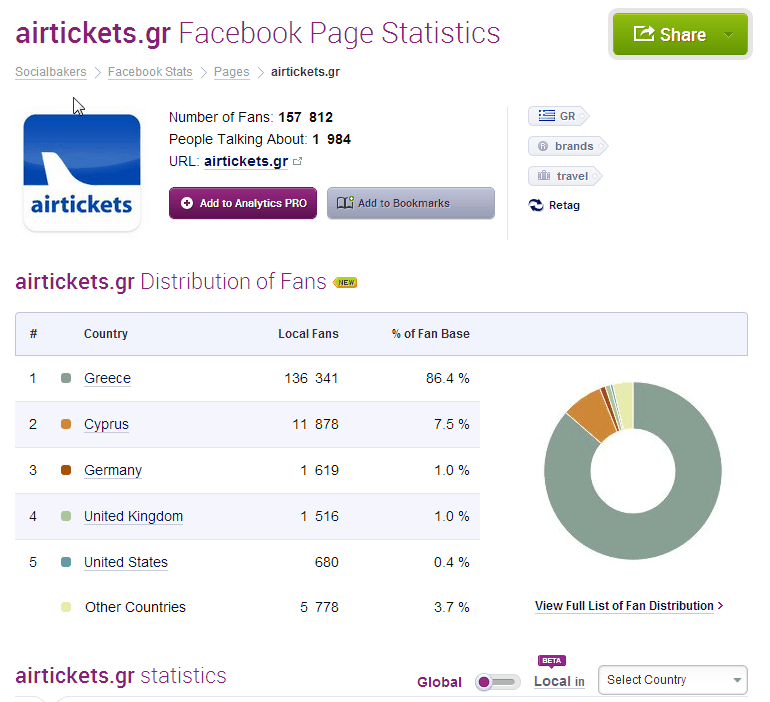 airtickets.gr Facebook Page Statistics
Share
Socialbakers > Facebook Stats > Pages > airtickets.gr
airtickets
Number of Fans: 157 812
People Talking About: 1 984
URL: airtickets.gr
Add to Analytics PRO
Add to Bookmarks
GR
brands
travel
Retag
airtickets.gr Distribution of Fans NEW
# Country Local Fans % of Fan Base
1 Greece 136 341 86.4 %
2 Cyprus 11 878 7.5 %
3 Germany 1 619 1.0 %
4 United Kingdom 1 516 1.0 %
5 United States 680 0.4 %
Other Countries 5 778 3.7 %
View Full List of Fan Distribution >
airtickets.gr statistics
BETA
Global Local in Select Country